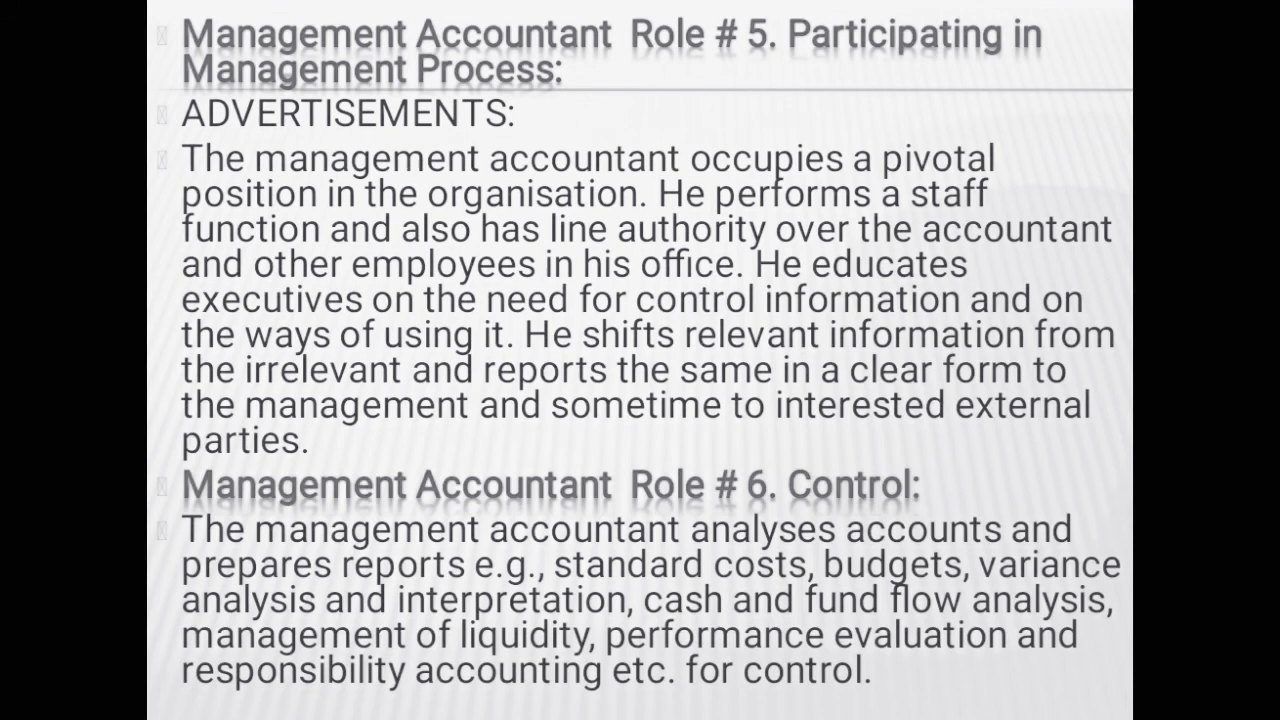 Management Accountant  Role # 5. Participating in
Management Process:
ADVERTISEMENTS:
The management accountant occupies a pivotal
position in the organisation. He performs a staff
function and also has line authority over the accountant
and other employees in his office. He educates
executives on the need for control information and on
the ways of using it. He shifts relevant information from
the irrelevant and reports the same in a clear form to
the management and sometime to interested external
parties.
Management Accountant  Role # 6. Control:
The management accountant analyses accounts and
prepares reports e.g., standard costs, budgets, variance
analysis and interpretation, cash and fund flow analysis,
management of liquidity, performance evaluation and
responsibility accounting etc. for control.